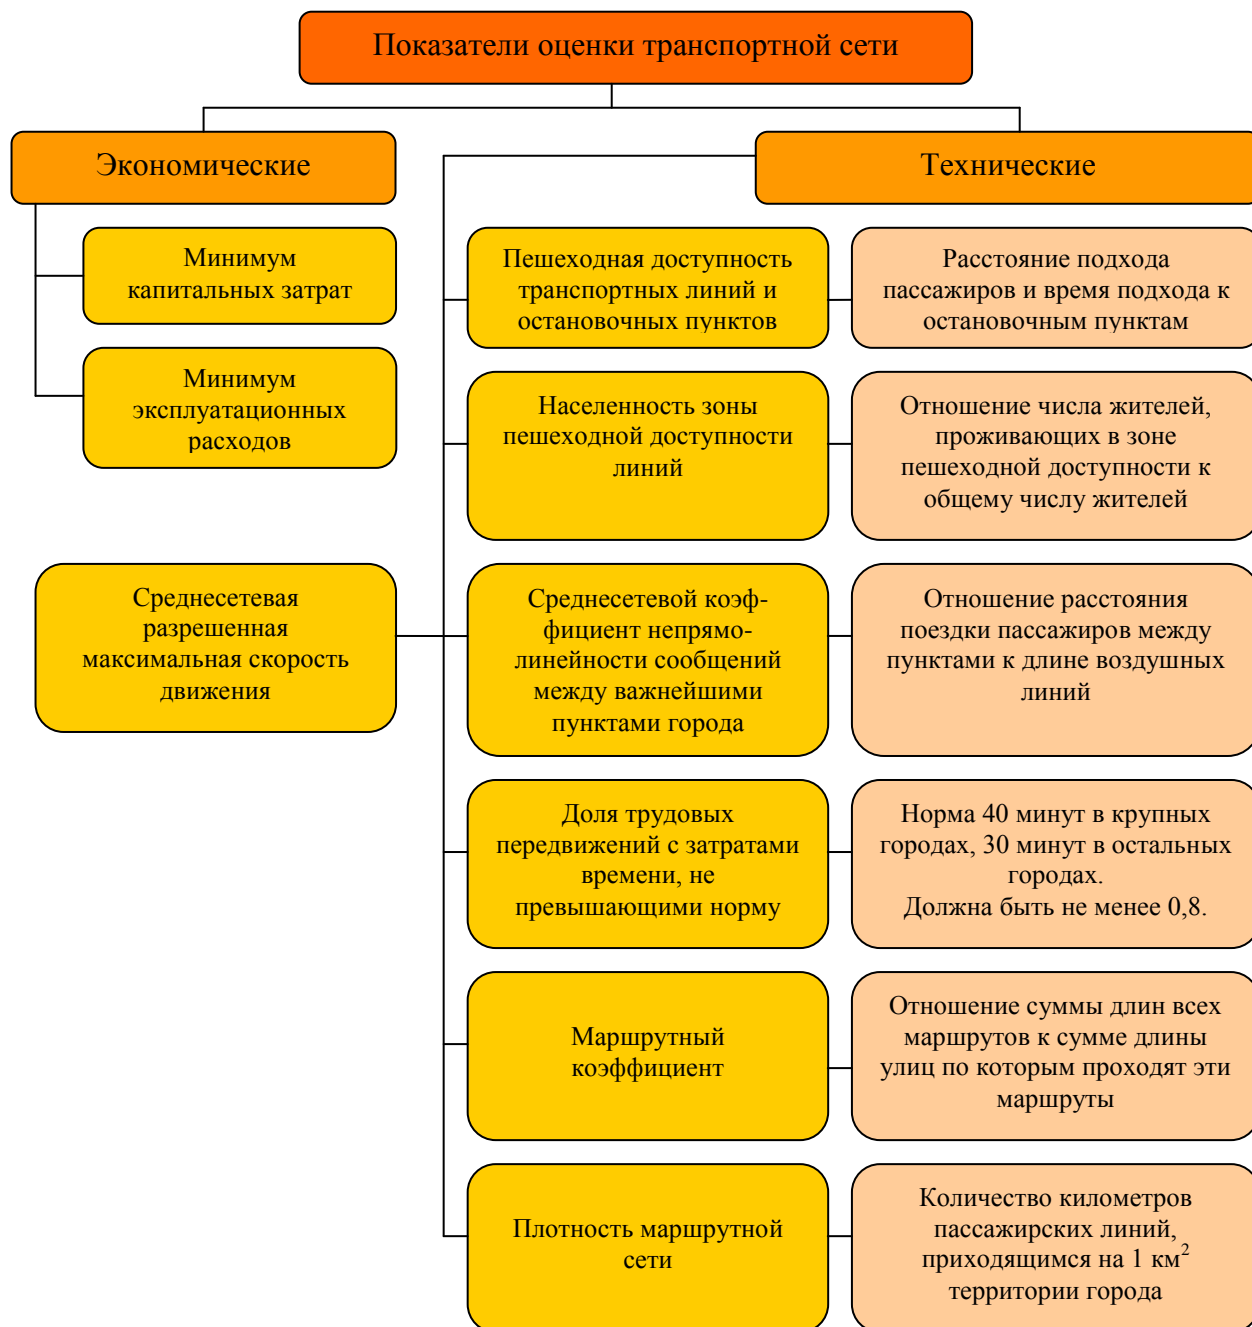 Показатели оценки транспортной сети
Экономические
Технические
Минимум
капитальных затрат
Минимум
эксплуатационных
расходов
Пешеходная доступность
транспортных линий и
остановочных пунктов
Расстояние подхода
пассажиров и время подхода к
остановочным пунктам
Населенность зоны
пешеходной доступности
линий
Отношение числа жителей,
проживающих в зоне
пешеходной доступности к
общему числу жителей
Среднесетевая
разрешенная
максимальная скорость
движения
Среднесетевой коэф-
фициент непрямо-
линейности сообщений
между важнейшими
пунктами города
Отношение расстояния
поездки пассажиров между
пунктами к длине воздушных
линий
Доля трудовых
передвижений с затратами
времени, не
превышающими норму
Норма 40 минут в крупных
городах, 30 минут в остальных
городах.
Должна быть не менее 0,8.
Маршрутный
коэффициент
Отношение суммы длин всех
маршрутов к сумме длины
улиц по которым проходят эти
маршруты
Плотность маршрутной
сети
Количество километров
пассажирских линий,
приходящимся на 1 км²
территории города